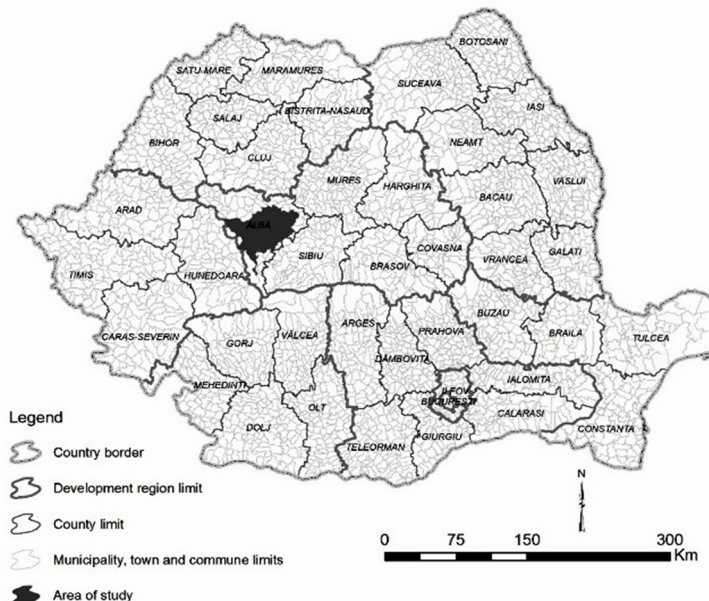 BOTOSANI
SATU-MARE
MARAMURES
SUCEAVA
IASI
SALAJ
BISTRITA-NASAUD
BIHOR
CLUJ
NEAMT
MURES
HARGHITA
VASLUI
BACAU
ARAD
ALBA
COVASNA
SIBIU
VRANCEA
GALATI
BRASOV
TIMIS
HUNEDOARA
BUZAU
CARAS-SEVERIN
GORJ
VÂLCEA
ARGES
PRAHOVA
BRAILA
TULCEA
DAMBOVITA
MEHEDINTI
ILFOV
IALOMITA
BUCURESTI
OLT
CALARASI
DOLJ
GIURGIU
CONSTANTA
TELEORMAN
Legend
Country border
Development region limit
County limit
Municipality, town and commune limits
Area of study
N
0 75 150 300
Km